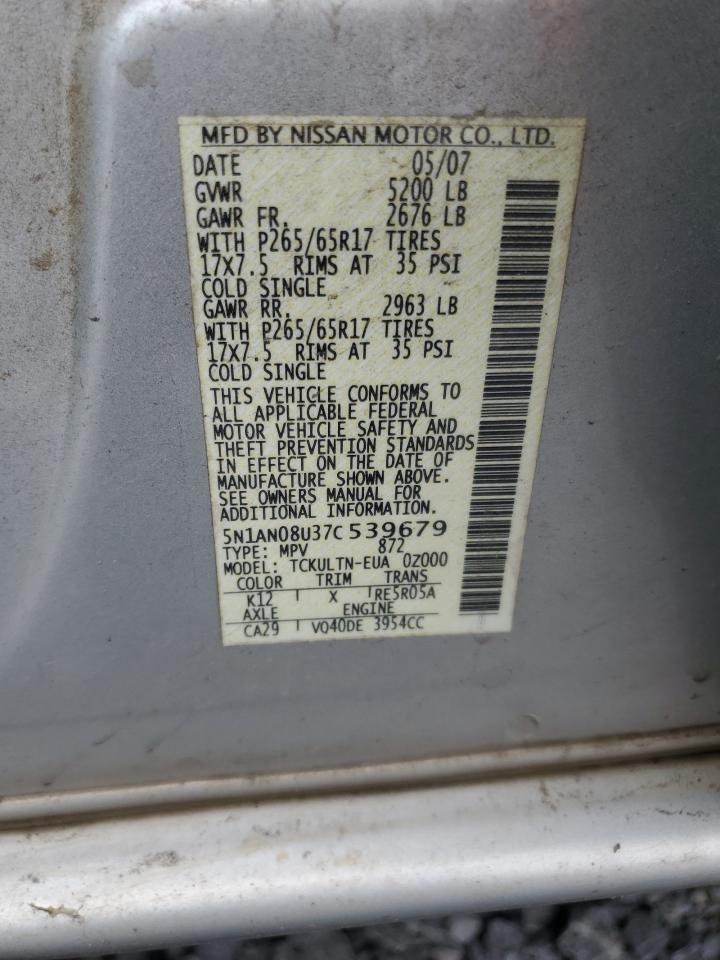 MFD BY NISSAN MOTOR CO., LTD.
DATE 05/07
GVWR 5200 LB
GAWR FR. 2676 LB
WITH P265/65R17 TIRES
17X7.5 RIMS AT 35 PSI
COLD SINGLE
GAWR RR. 2963 LB
WITH P265/65R17 TIRES
17X7.5 RIMS AT 35 PSI
COLD SINGLE
THIS VEHICLE CONFORMS TO
ALL APPLICABLE FEDERAL
MOTOR VEHICLE SAFETY AND
THEFT PREVENTION STANDARDS
IN EFFECT ON THE DATE OF
MANUFACTURE SHOWN ABOVE.
SEE OWNERS MANUAL FOR
ADDITIONAL INFORMATION.
5N1AN08U37C539679
TYPE: MPV 872
MODEL: TCKULTN-EUA 0Z000
COLOR TRIM TRANS
K12 X RE5R05A
AXLE ENGINE
CA29 VQ40DE 3954CC